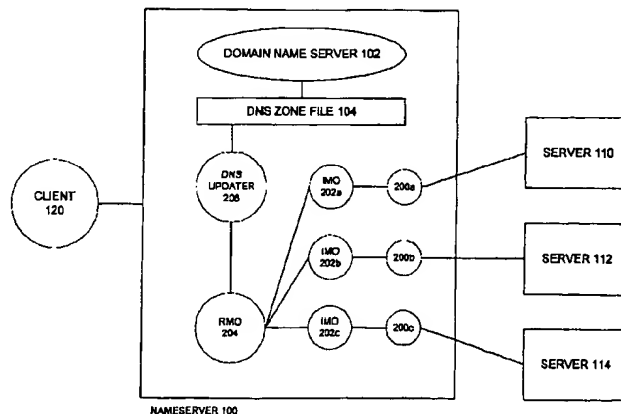 DOMAIN NAME SERVER 102
DNS ZONE FILE 104
DNS
UPDATER
206
CLIENT
120
IMO
202a
200a
SERVER 110
IMO
202b
200b
SERVER 112
RMO
204
IMO
202c
200c
SERVER 114
NAMESERVER 100